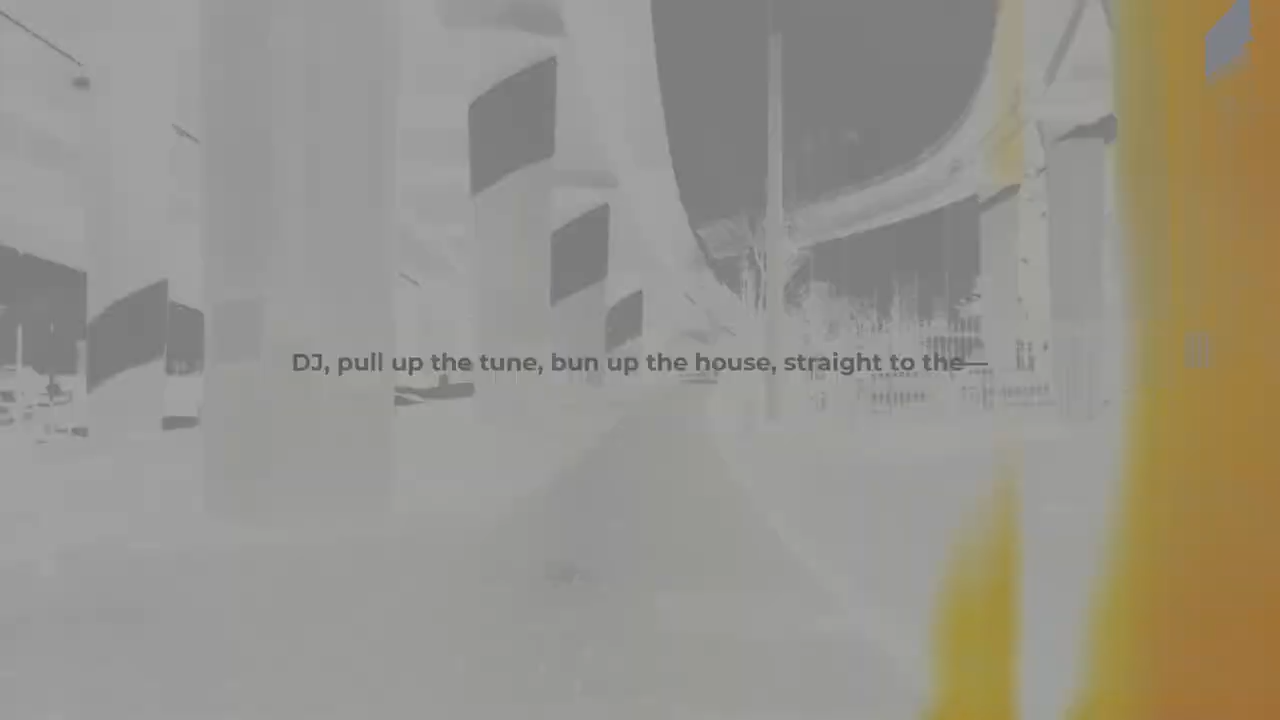 DJ, pull up the tune, bun up the house, straight to the—